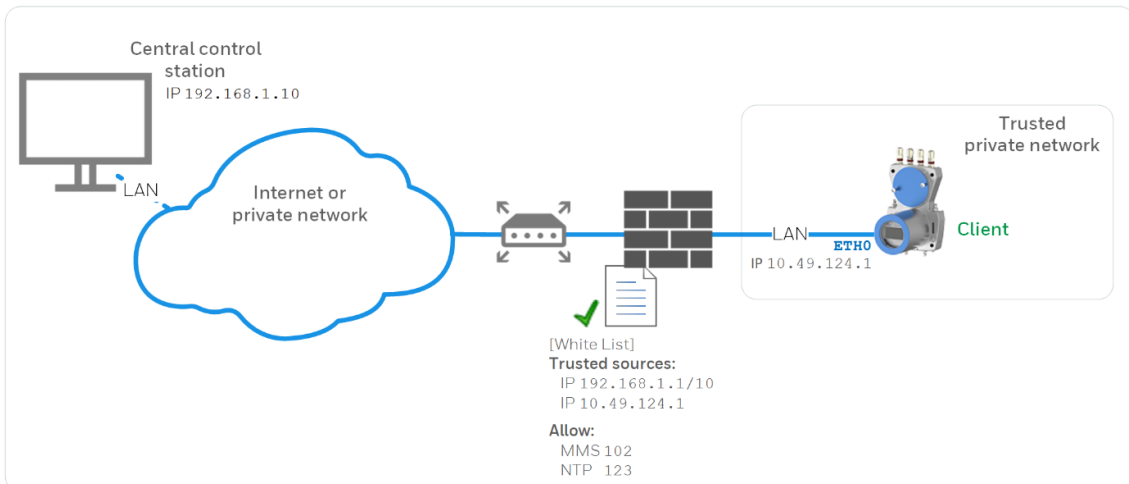 Central control
station
IP 192.168.1.10
LAN
Internet or
private network
Trusted
private network
LAN
ETH0
IP 10.49.124.1
Client
[White List]
Trusted sources:
IP 192.168.1.1/10
IP 10.49.124.1
Allow:
MMS 102
NTP 123